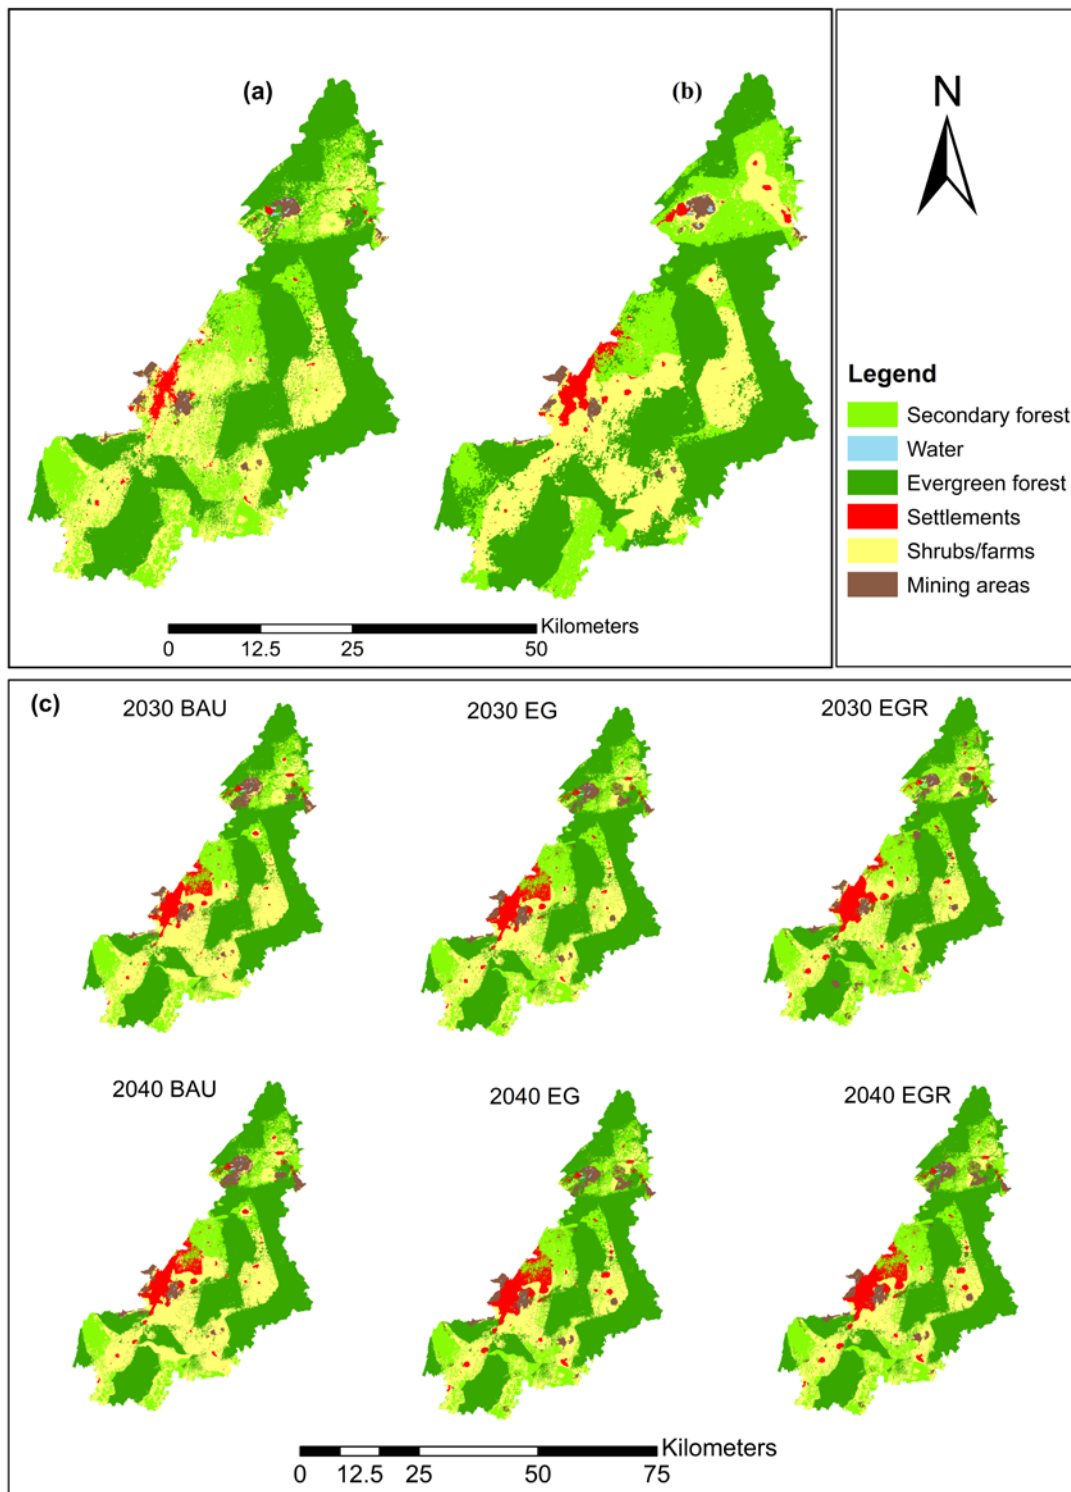 (a)
(b)
N
Legend
Secondary forest
Water
Evergreen forest
Settlements
Shrubs/farms
Mining areas
Kilometers
0 12.5 25 50
(c)
2030 BAU
2030 EG
2030 EGR
2040 BAU
2040 EG
2040 EGR
Kilometers
0 12.5 25 50 75